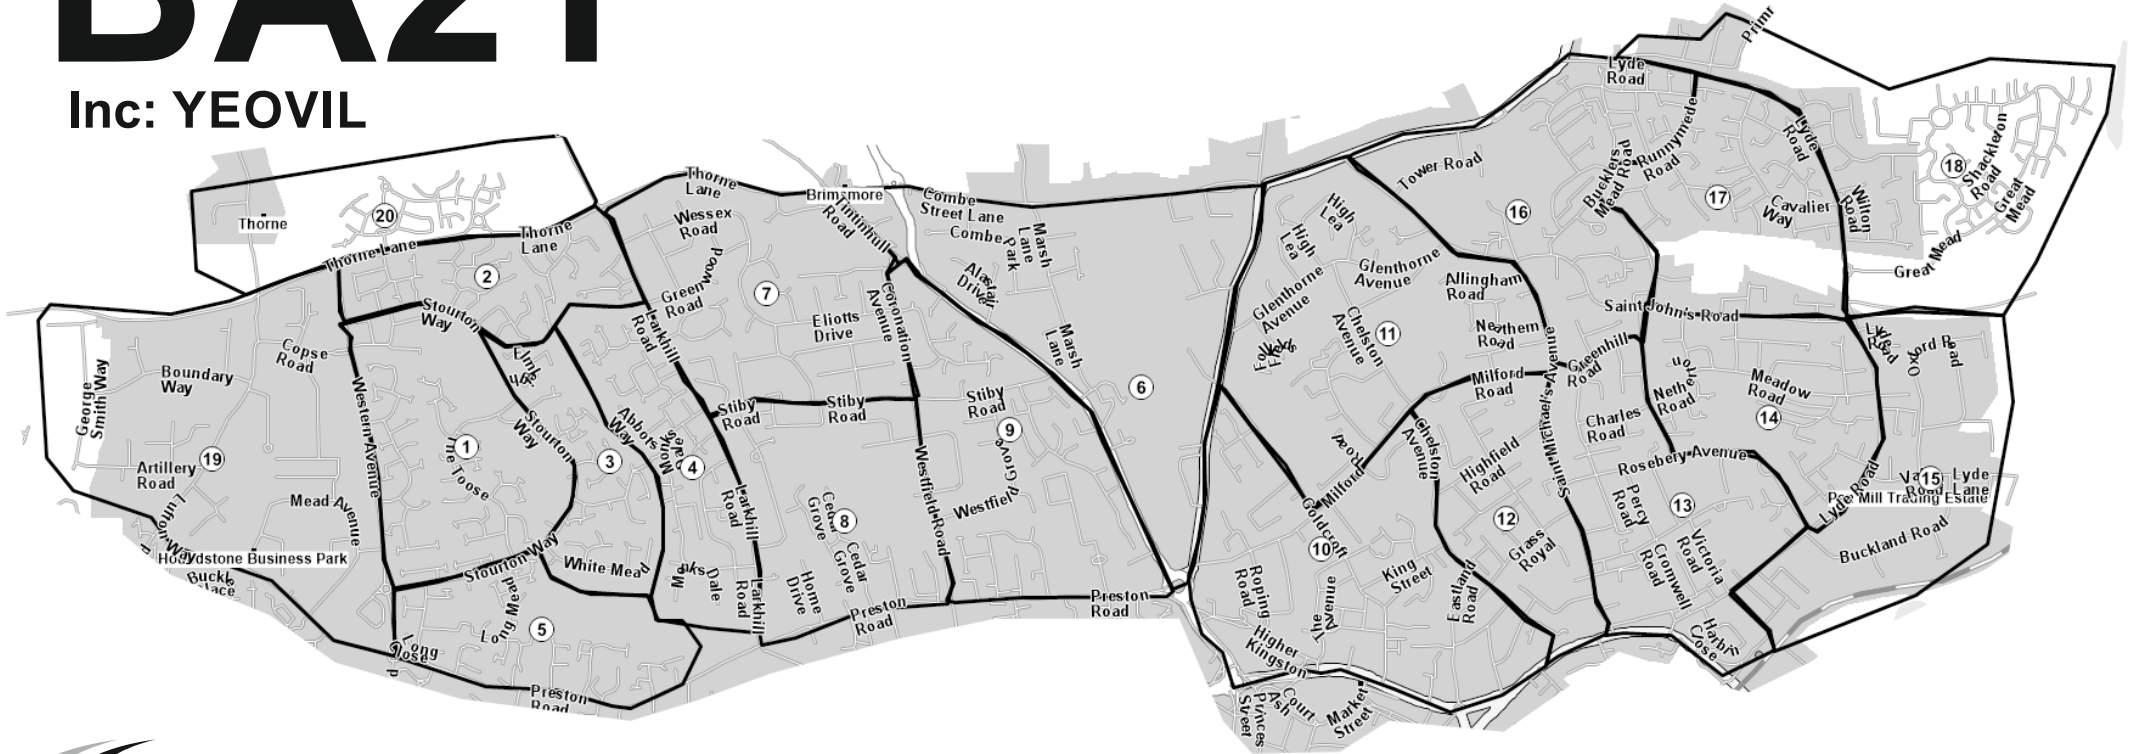 BA21
Inc: YEOVIL
Thorne
20
Thorne Lane
Thorne
Lane
2
Stourton
Way
Copse
Road
Boundary
Way
George
Smith Way
19
Artillery
Road
Mead Avenue
Western Avenue
Houndstone Business Park
1
The Toose
Stourton
Way
3
Abbots
Way
4
Stourton Way
White Mead
Long Mead
5
Long
Close
Preston
Road
Monks
Dale
Thorne
Lane
Wessex
Road
Green
wood
Road
7
Eliotts
Drive
Larkhill
Road
Stiby
Road
Stiby
Road
Larkhill
Road
Larkhill
Road
8
Cedar
Grove
Cedar
Grove
Home
Drive
Preston
Road
Brimsmore
Tintinhull
Road
Coronation
Avenue
Combe
Street Lane
Combe
Park
Marsh
Lane
Alastair
Drive
Marsh
Lane
6
Stiby
Road
9
Grove
Westfield
Westfield Road
Preston
Road
High
Lea
High
Lea
Tower Road
Glenthorne
Avenue
Glenthorne
Avenue
Chelston
Avenue
11
Allingham
Road
Milford
Road
Milford
Road
Chelston
Avenue
Goldcroft
10
Roping
Road
The
Avenue
King
Street
Eastland
Road
Higher
Kingston
Court
Ash
Princes
Street
Market
Street
Highfield
Road
12
Grass
Royal
Saint Michael's Avenue
Greenhill
Road
16
Lyde
Road
Bucklers
Mead Road
Runnymede
Road
17
Cavalier
Way
Lyde
Road
Wilton
Road
18
Shackleton
Road
Great
Mead
Great Mead
Saint John's Road
Meadow
Road
14
Charles
Road
Rosebery Avenue
Percy
Road
13
Victoria
Road
Cromwell
Road
Harbin
Close
Lyde
Road
Lyde Road
15
Lyde
Lane
Buckland Road